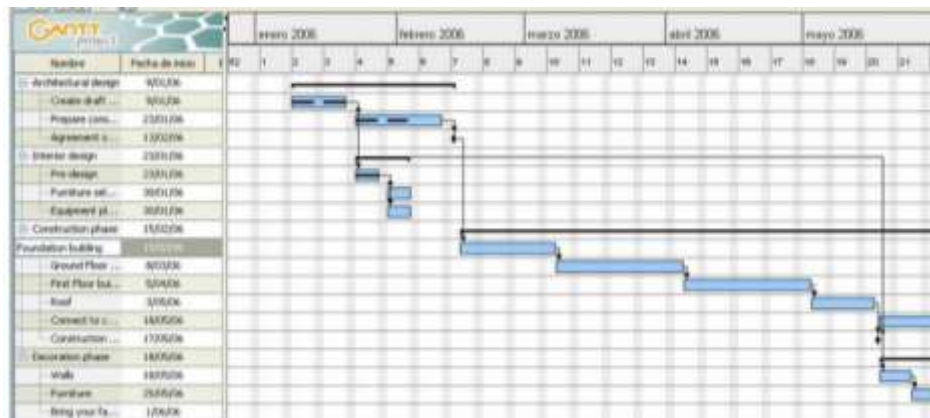 GANTT
project
enero 2006 febrero 2006 marzo 2006 abril 2006 mayo 2006
Nombre Fecha de inicio
1 2 3 4 5 6 7 8 9 10 11 12 13 14 15 16 17 18 19 20 21
Architectural design 9/01/06
Create draft ... 9/01/06
Prepare cons... 23/01/06
Agreement o... 13/02/06
Interior design 23/01/06
Pre-design 23/01/06
Furniture sel... 30/01/06
Equipment pl... 30/01/06
Construction phase 15/02/06
Foundation building
Ground Floor ... 8/03/06
First Floor bui... 5/04/06
Roof 3/05/06
Connect to c... 18/05/06
Construction ... 17/05/06
Decoration phase 18/05/06
Walls 18/05/06
Furniture 25/05/06
Bring your fa... 1/06/06